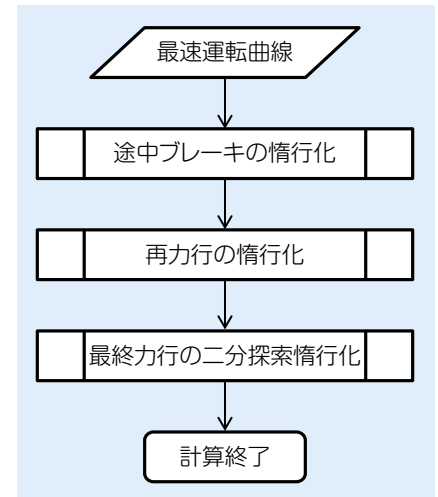 最速運転曲線
途中ブレーキの惰行化
再力行の惰行化
最終力行の二分探索惰行化
計算終了